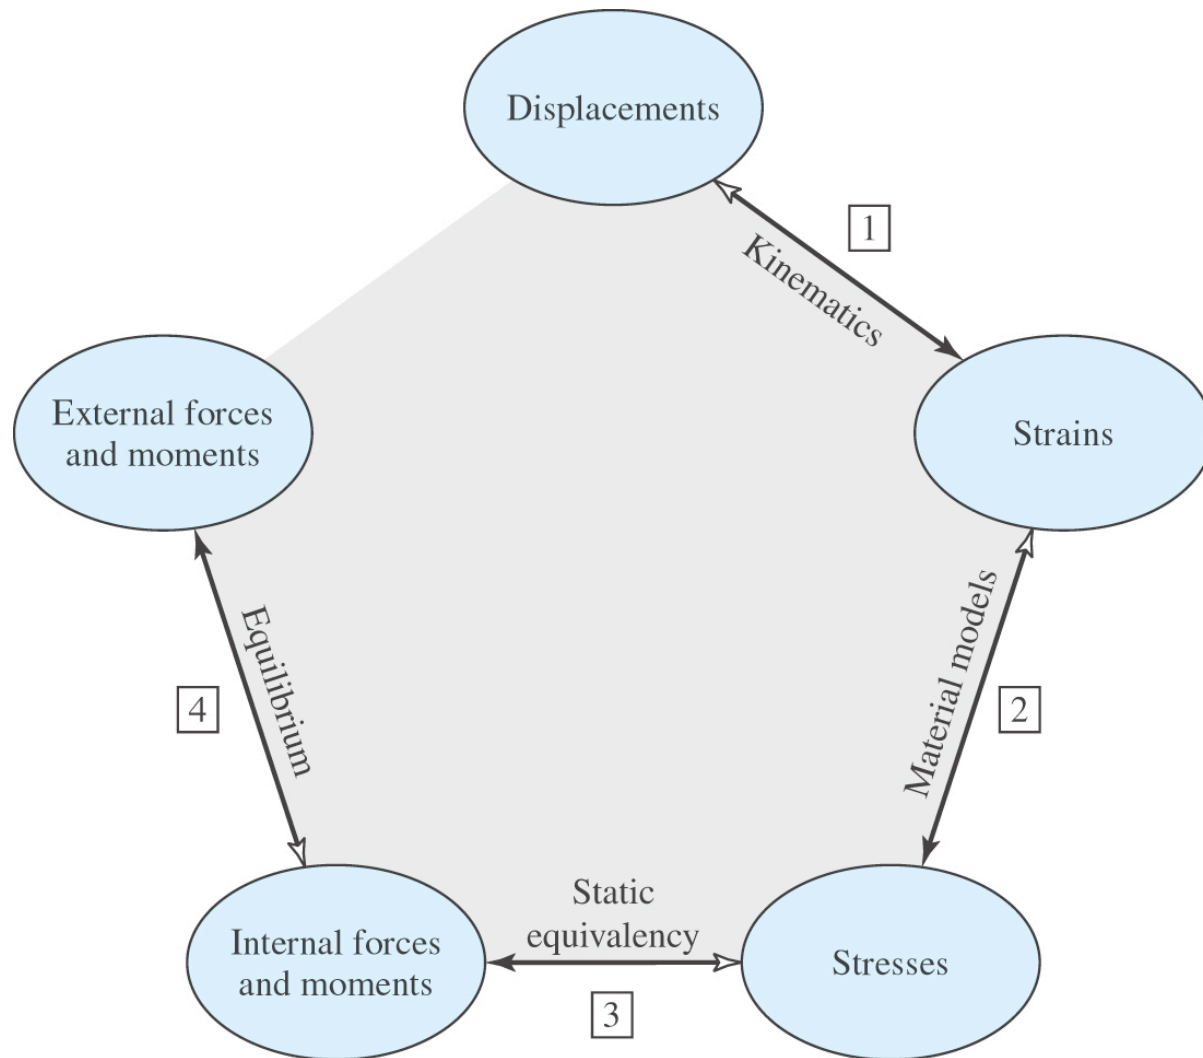 Displacements
1
Kinematics
External forces
and moments
Strains
Equilibrium
4
Material models
2
Internal forces
and moments
Static
equivalency
3
Stresses